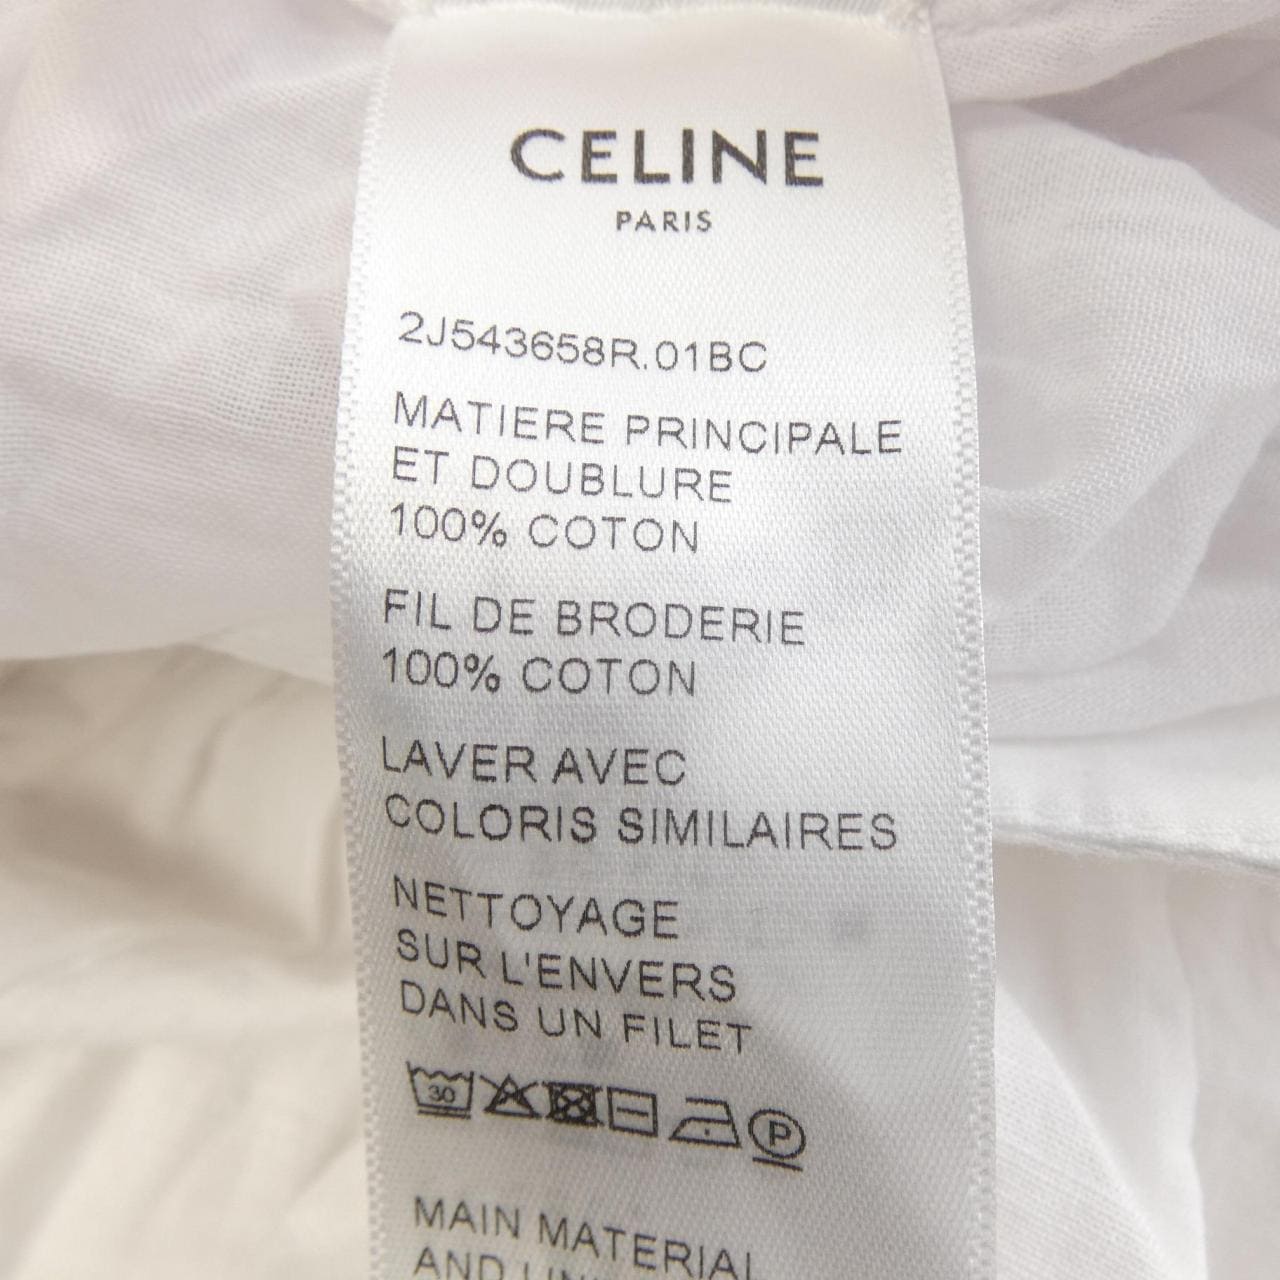 CELINE
PARIS
2J543658R.01BC
MATIERE PRINCIPALE
ET DOUBLURE
100% COTON
FIL DE BRODERIE
100% COTON
LAVER AVEC
COLORIS SIMILAIRES
NETTOYAGE
SUR L'ENVERS
DANS UN FILET
30 P
MAIN MATERIAL
AND